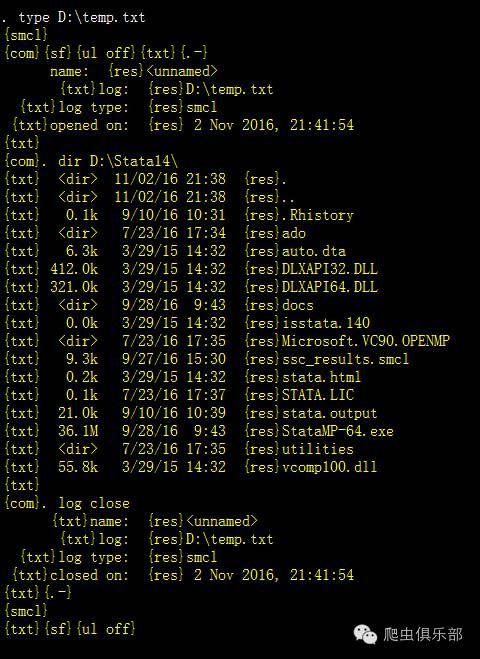 . type D:\temp.txt
{smcl}
{com}{sf}{ul off}{txt}{.-}
name:  {res}<unnamed>
{txt}log:  {res}D:\temp.txt
{txt}log type:  {res}smcl
{txt}opened on:  {res} 2 Nov 2016, 21:41:54
{txt}
{com}. dir D:\Stata14\
{txt}  <dir>  11/02/16 21:38  {res}.
{txt}  <dir>  11/02/16 21:38  {res}..
{txt}   0.1k   9/10/16 10:31  {res}.Rhistory
{txt}  <dir>   7/23/16 17:34  {res}ado
{txt}   6.3k   3/29/15 14:32  {res}auto.dta
{txt} 412.0k   3/29/15 14:32  {res}DLXAPI32.DLL
{txt} 321.0k   3/29/15 14:32  {res}DLXAPI64.DLL
{txt}  <dir>   9/28/16  9:43  {res}docs
{txt}   0.0k   3/29/15 14:32  {res}isstata.140
{txt}  <dir>   7/23/16 17:35  {res}Microsoft.VC90.OPENMP
{txt}   9.3k   9/27/16 15:30  {res}ssc_results.smcl
{txt}   0.2k   3/29/15 14:32  {res}stata.html
{txt}   0.1k   7/23/16 17:37  {res}STATA.LIC
{txt}  21.0k   9/10/16 10:39  {res}stata.output
{txt}  36.1M   9/28/16  9:43  {res}StataMP-64.exe
{txt}  <dir>   7/23/16 17:35  {res}utilities
{txt}  55.8k   3/29/15 14:32  {res}vcomp100.dll
{txt}
{com}. log close
{txt}name:  {res}<unnamed>
{txt}log:  {res}D:\temp.txt
{txt}log type:  {res}smcl
{txt}closed on:  {res} 2 Nov 2016, 21:41:54
{txt}{.-}
{smcl}
{txt}{sf}{ul off}
爬虫俱乐部